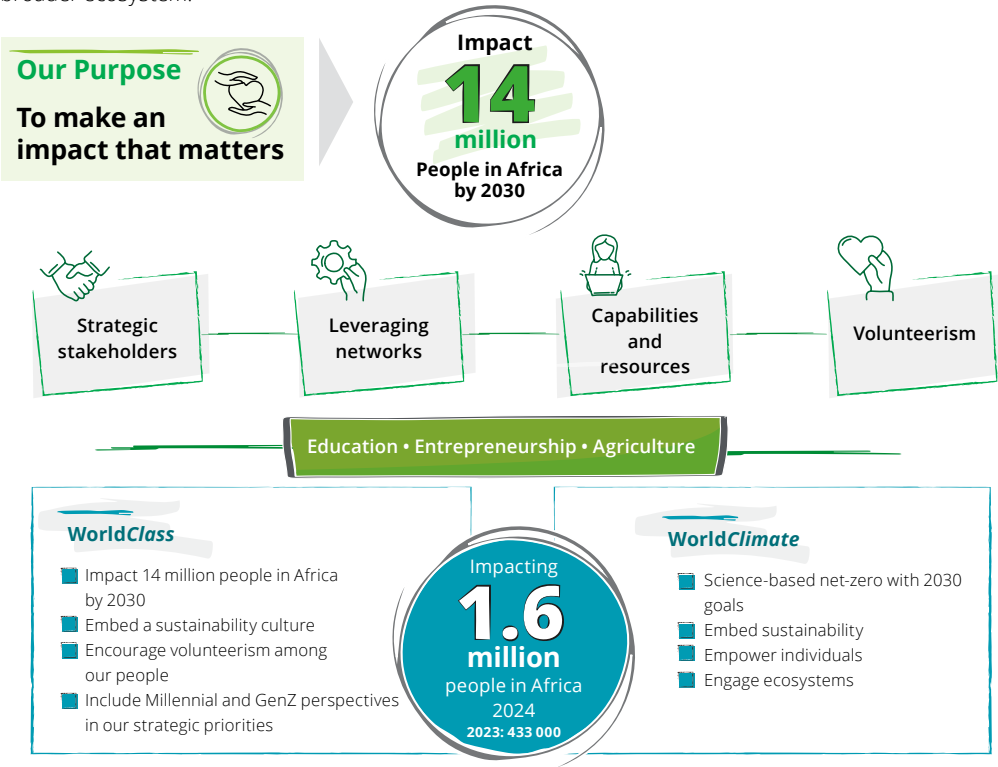 broader ecosystem.
Our Purpose
To make an
impact that matters
Impact
14
million
People in Africa
by 2030
Strategic
stakeholders
Leveraging
networks
Capabilities
and
resources
Volunteerism
Education • Entrepreneurship • Agriculture
WorldClass
Impact 14 million people in Africa
by 2030
Embed a sustainability culture
Encourage volunteerism among
our people
Include Millennial and GenZ perspectives
in our strategic priorities
Impacting
1.6
million
people in Africa
2024
2023: 433 000
WorldClimate
Science-based net-zero with 2030
goals
Embed sustainability
Empower individuals
Engage ecosystems